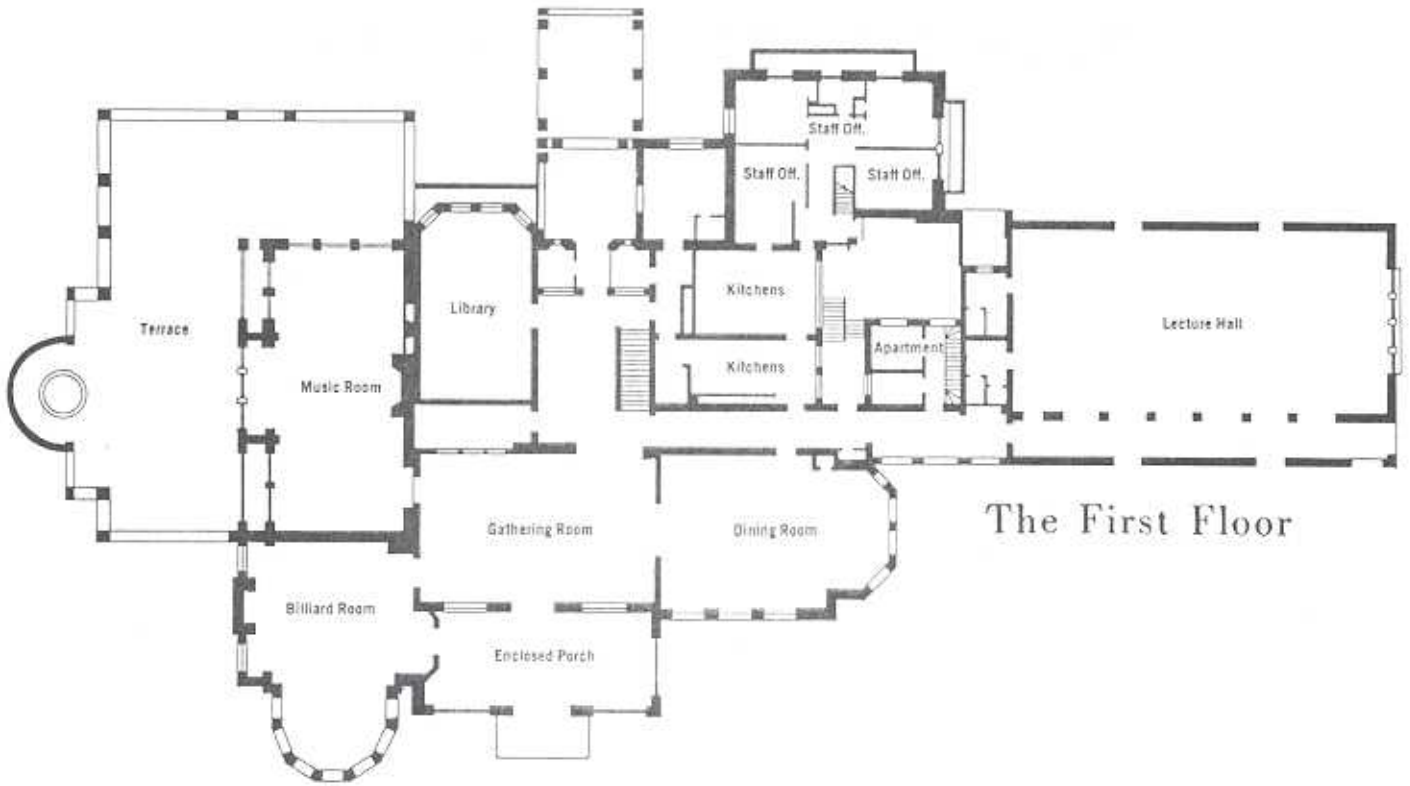 Staff Off.
Staff Off.
Staff Off.
Kitchens
Library
Terrace
Lecture Hall
Apartment
Kitchens
Music Room
The First Floor
Gathering Room
Dining Room
Billiard Room
Enclosed Porch